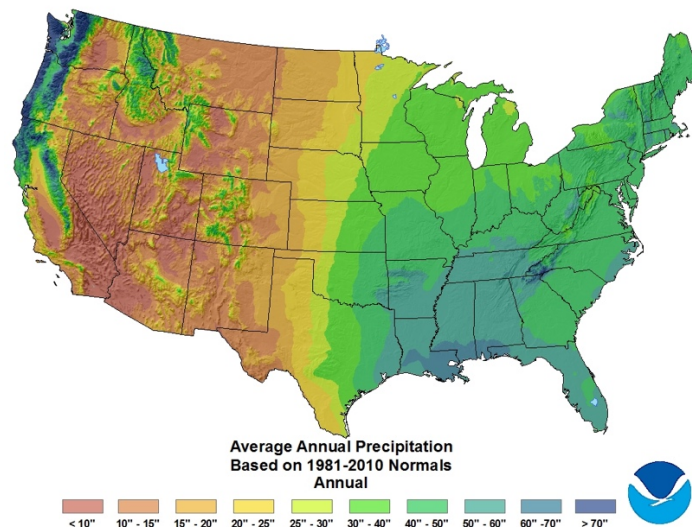 Average Annual Precipitation
Based on 1981-2010 Normals
Annual
< 10" 10" - 15" 15" - 20" 20" - 25" 25" - 30" 30" - 40" 40" - 50" 50" - 60" 60" -70" > 70"